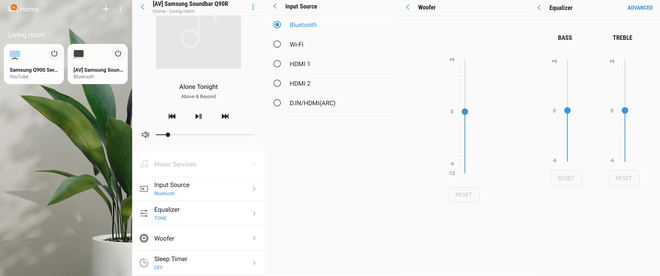 Home
Living room
Samsung Q900 Ser...
YouTube
[AV] Samsung Soun...
Bluetooth
[AV] Samsung Soundbar Q90R
Home - Living room
Alone Tonight
Above & Beyond
Music Services
Input Source
Bluetooth
Equalizer
TONE
Woofer
Sleep Timer
OFF
Input Source
Bluetooth
Wi-Fi
HDMI 1
HDMI 2
D.IN/HDMI(ARC)
Woofer
+6
0
-6
-12
RESET
Equalizer
ADVANCED
BASS
TREBLE
+6
+6
0
0
-6
-6
RESET
RESET